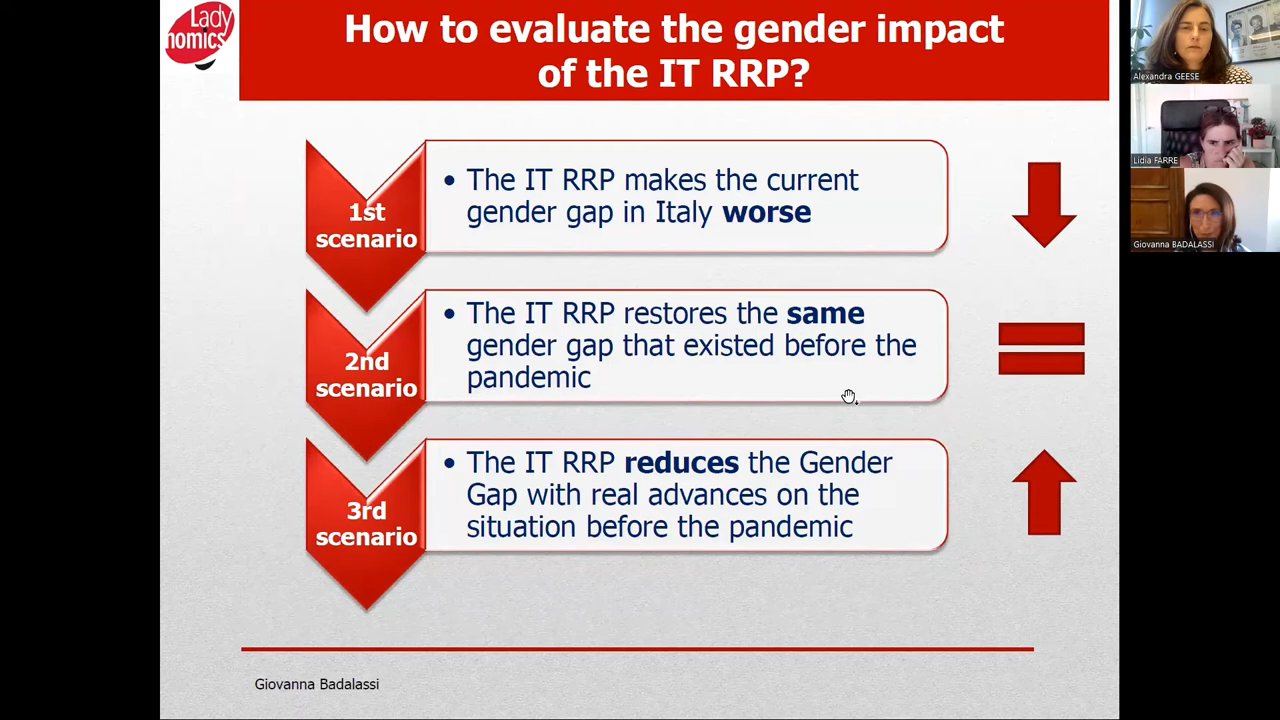 Lady
nomics
How to evaluate the gender impact
of the IT RRP?
1st
scenario
• The IT RRP makes the current
gender gap in Italy worse
2nd
scenario
• The IT RRP restores the same
gender gap that existed before the
pandemic
3rd
scenario
• The IT RRP reduces the Gender
Gap with real advances on the
situation before the pandemic
Giovanna Badalassi
Alexandra GEESE
Lidia FARRE
Giovanna BADALASSI